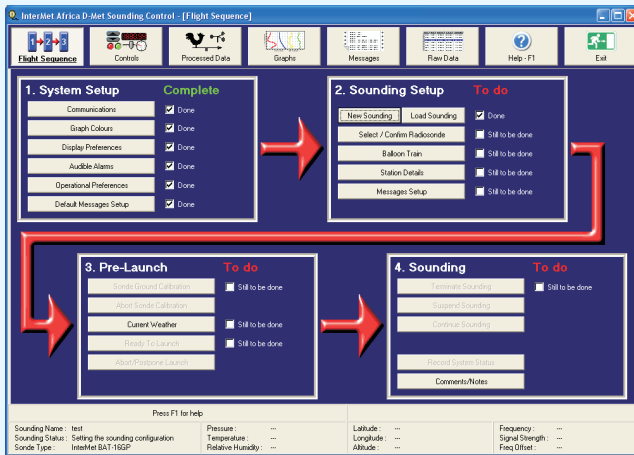 InterMet Africa D-Met Sounding Control - [Flight Sequence]
Flight Sequence Controls Processed Data Graphs Messages Raw Data Help - F1 Exit
1. System Setup Complete
Communications Done
Graph Colours Done
Display Preferences Done
Audible Alarms Done
Operational Preferences Done
Default Messages Setup Done
2. Sounding Setup To do
New Sounding Load Sounding Done
Select / Confirm Radiosonde Still to be done
Balloon Train Still to be done
Station Details Still to be done
Messages Setup Still to be done
3. Pre-Launch To do
Sonde Ground Calibration Still to be done
Abort Sonde Calibration
Current Weather Still to be done
Ready To Launch Still to be done
Abort/Postpone Launch
4. Sounding To do
Terminate Sounding Still to be done
Suspend Sounding
Continue Sounding
Record System Status
Comments/Notes
Press F1 for help
Sounding Name : test Pressure : --- Latitude : --- Frequency : ---
Sounding Status : Setting the sounding configuration Temperature : --- Longitude : --- Signal Strength : ---
Sonde Type : InterMet BAT-16GP Relative Humidity : --- Altitude : --- Freq Offset : ---